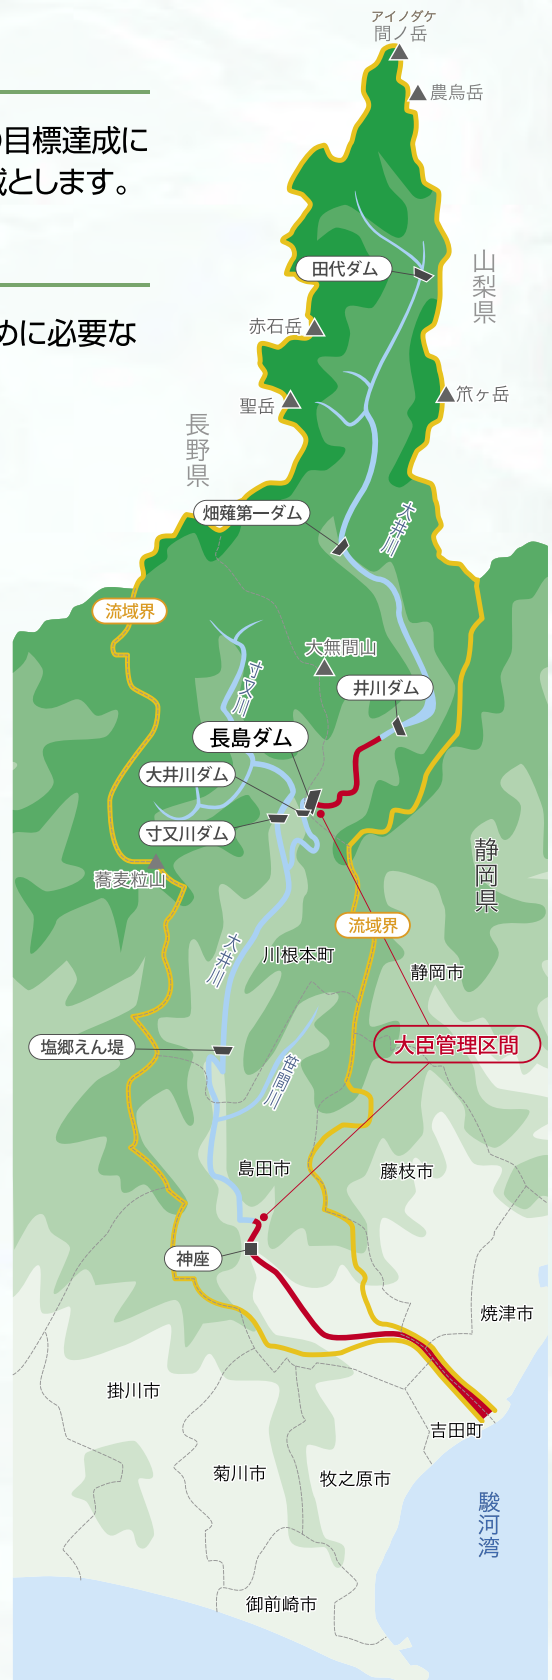 アイノダケ
間ノ岳
農鳥岳
の目標達成に
域とします。
山梨県
田代ダム
赤石岳
めに必要な
笊ヶ岳
聖岳
長野県
畑薙第一ダム
大井川
流域界
大無間山
寸又川
井川ダム
長島ダム
大井川ダム
寸又川ダム
蕎麦粒山
静岡県
流域界
大井川
川根本町
静岡市
大臣管理区間
塩郷えん堤
笹間川
島田市
藤枝市
神座
焼津市
掛川市
吉田町
菊川市
牧之原市
駿河湾
御前崎市